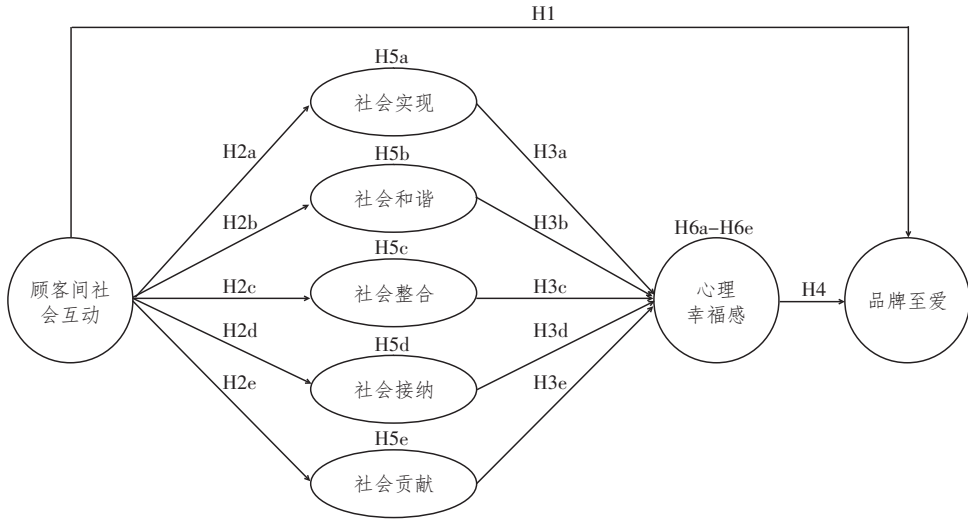 H1
H5a
社会实现
H2a
H3a
H5b
社会和谐
H2b
H3b
H6a-H6e
H5c
顾客间社
会互动
H2c
社会整合
H3c
心理
幸福感
H4
品牌至爱
H2d
H5d
H3d
社会接纳
H2e
H3e
H5e
社会贡献